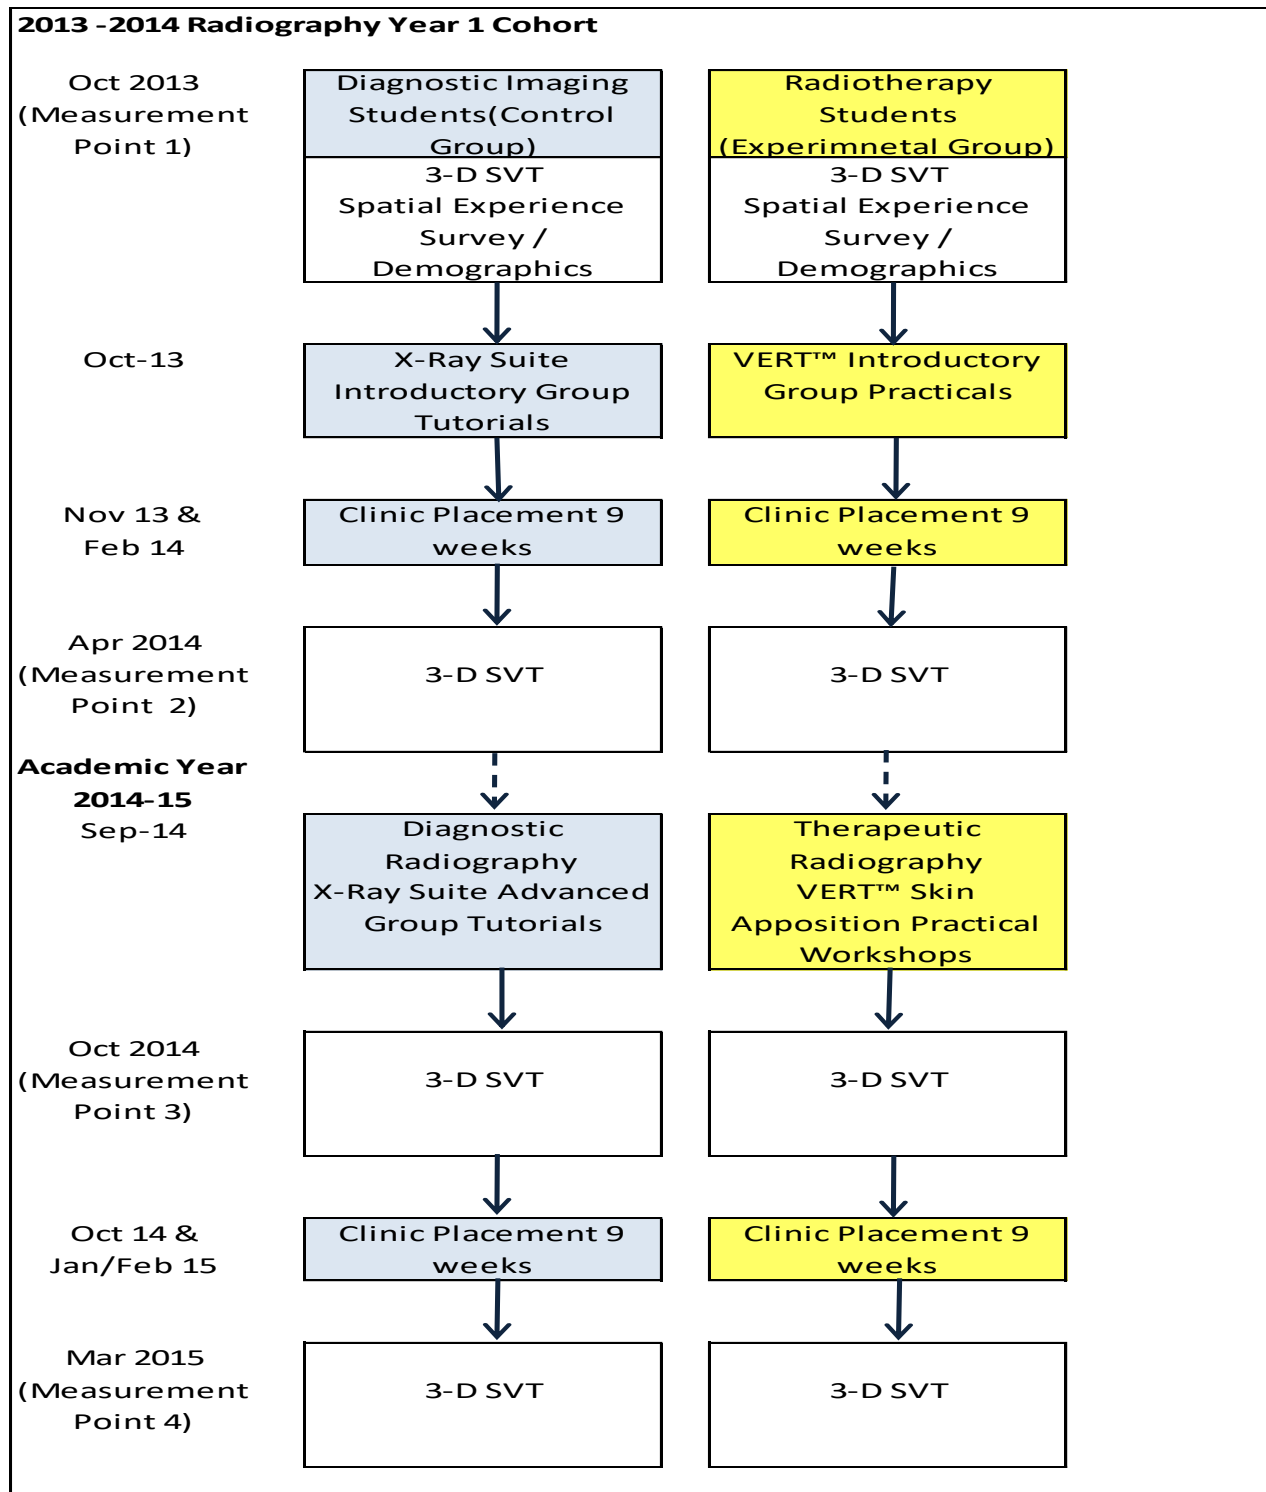 2013 -2014 Radiography Year 1 Cohort
Oct 2013
(Measurement
Point 1)
Diagnostic Imaging
Students(Control
Group)
Radiotherapy
Students
(Experimnetal Group)
3-D SVT
Spatial Experience
Survey /
Demographics
3-D SVT
Spatial Experience
Survey /
Demographics
Oct-13
X-Ray Suite
Introductory Group
Tutorials
VERT™ Introductory
Group Practicals
Nov 13 &
Feb 14
Clinic Placement 9
weeks
Clinic Placement 9
weeks
Apr 2014
(Measurement
Point 2)
3-D SVT
3-D SVT
Academic Year
2014-15
Sep-14
Diagnostic
Radiography
X-Ray Suite Advanced
Group Tutorials
Therapeutic
Radiography
VERT™ Skin
Apposition Practical
Workshops
Oct 2014
(Measurement
Point 3)
3-D SVT
3-D SVT
Oct 14 &
Jan/Feb 15
Clinic Placement 9
weeks
Clinic Placement 9
weeks
Mar 2015
(Measurement
Point 4)
3-D SVT
3-D SVT